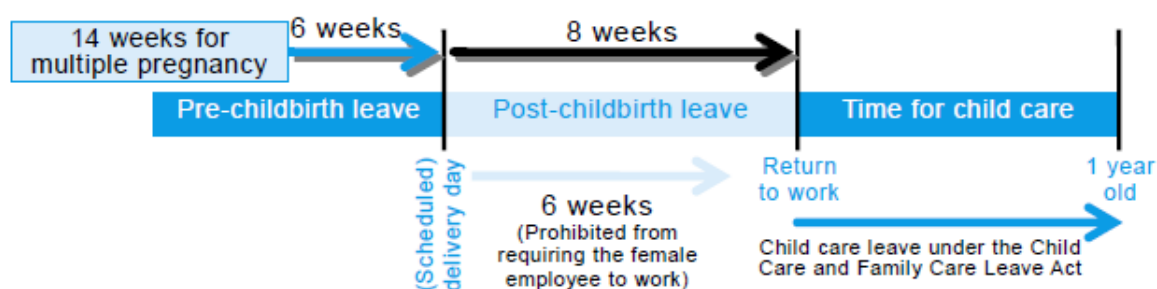 14 weeks for
multiple pregnancy
6 weeks
8 weeks
Pre-childbirth leave
Post-childbirth leave
Time for child care
(Scheduled)
delivery day
6 weeks
(Prohibited from
requiring the female
employee to work)
Return
to work
1 year
old
Child care leave under the Child
Care and Family Care Leave Act